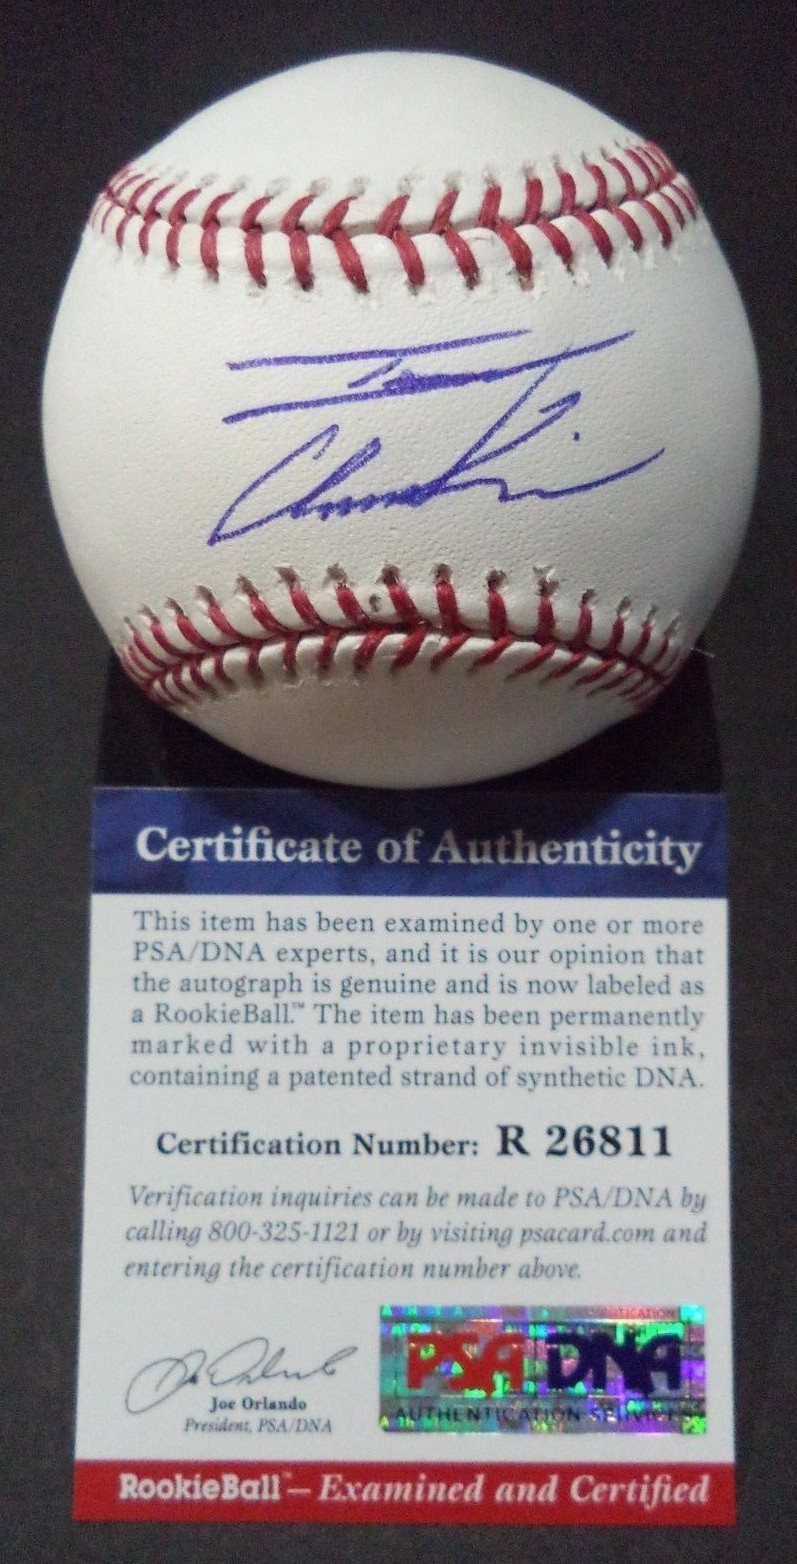 Certificate of Authenticity
This item has been examined by one or more
PSA/DNA experts, and it is our opinion that
the autograph is genuine and is now labeled as
a RookieBall.™ The item has been permanently
marked with a proprietary invisible ink,
containing a patented strand of synthetic DNA.
Certification Number: R 26811
Verification inquiries can be made to PSA/DNA by
calling 800-325-1121 or by visiting psacard.com and
entering the certification number above.
Joe Orlando
President, PSA/DNA
PSA DNA
AUTHENTICATION SERVICES
RookieBall™— Examined and Certified